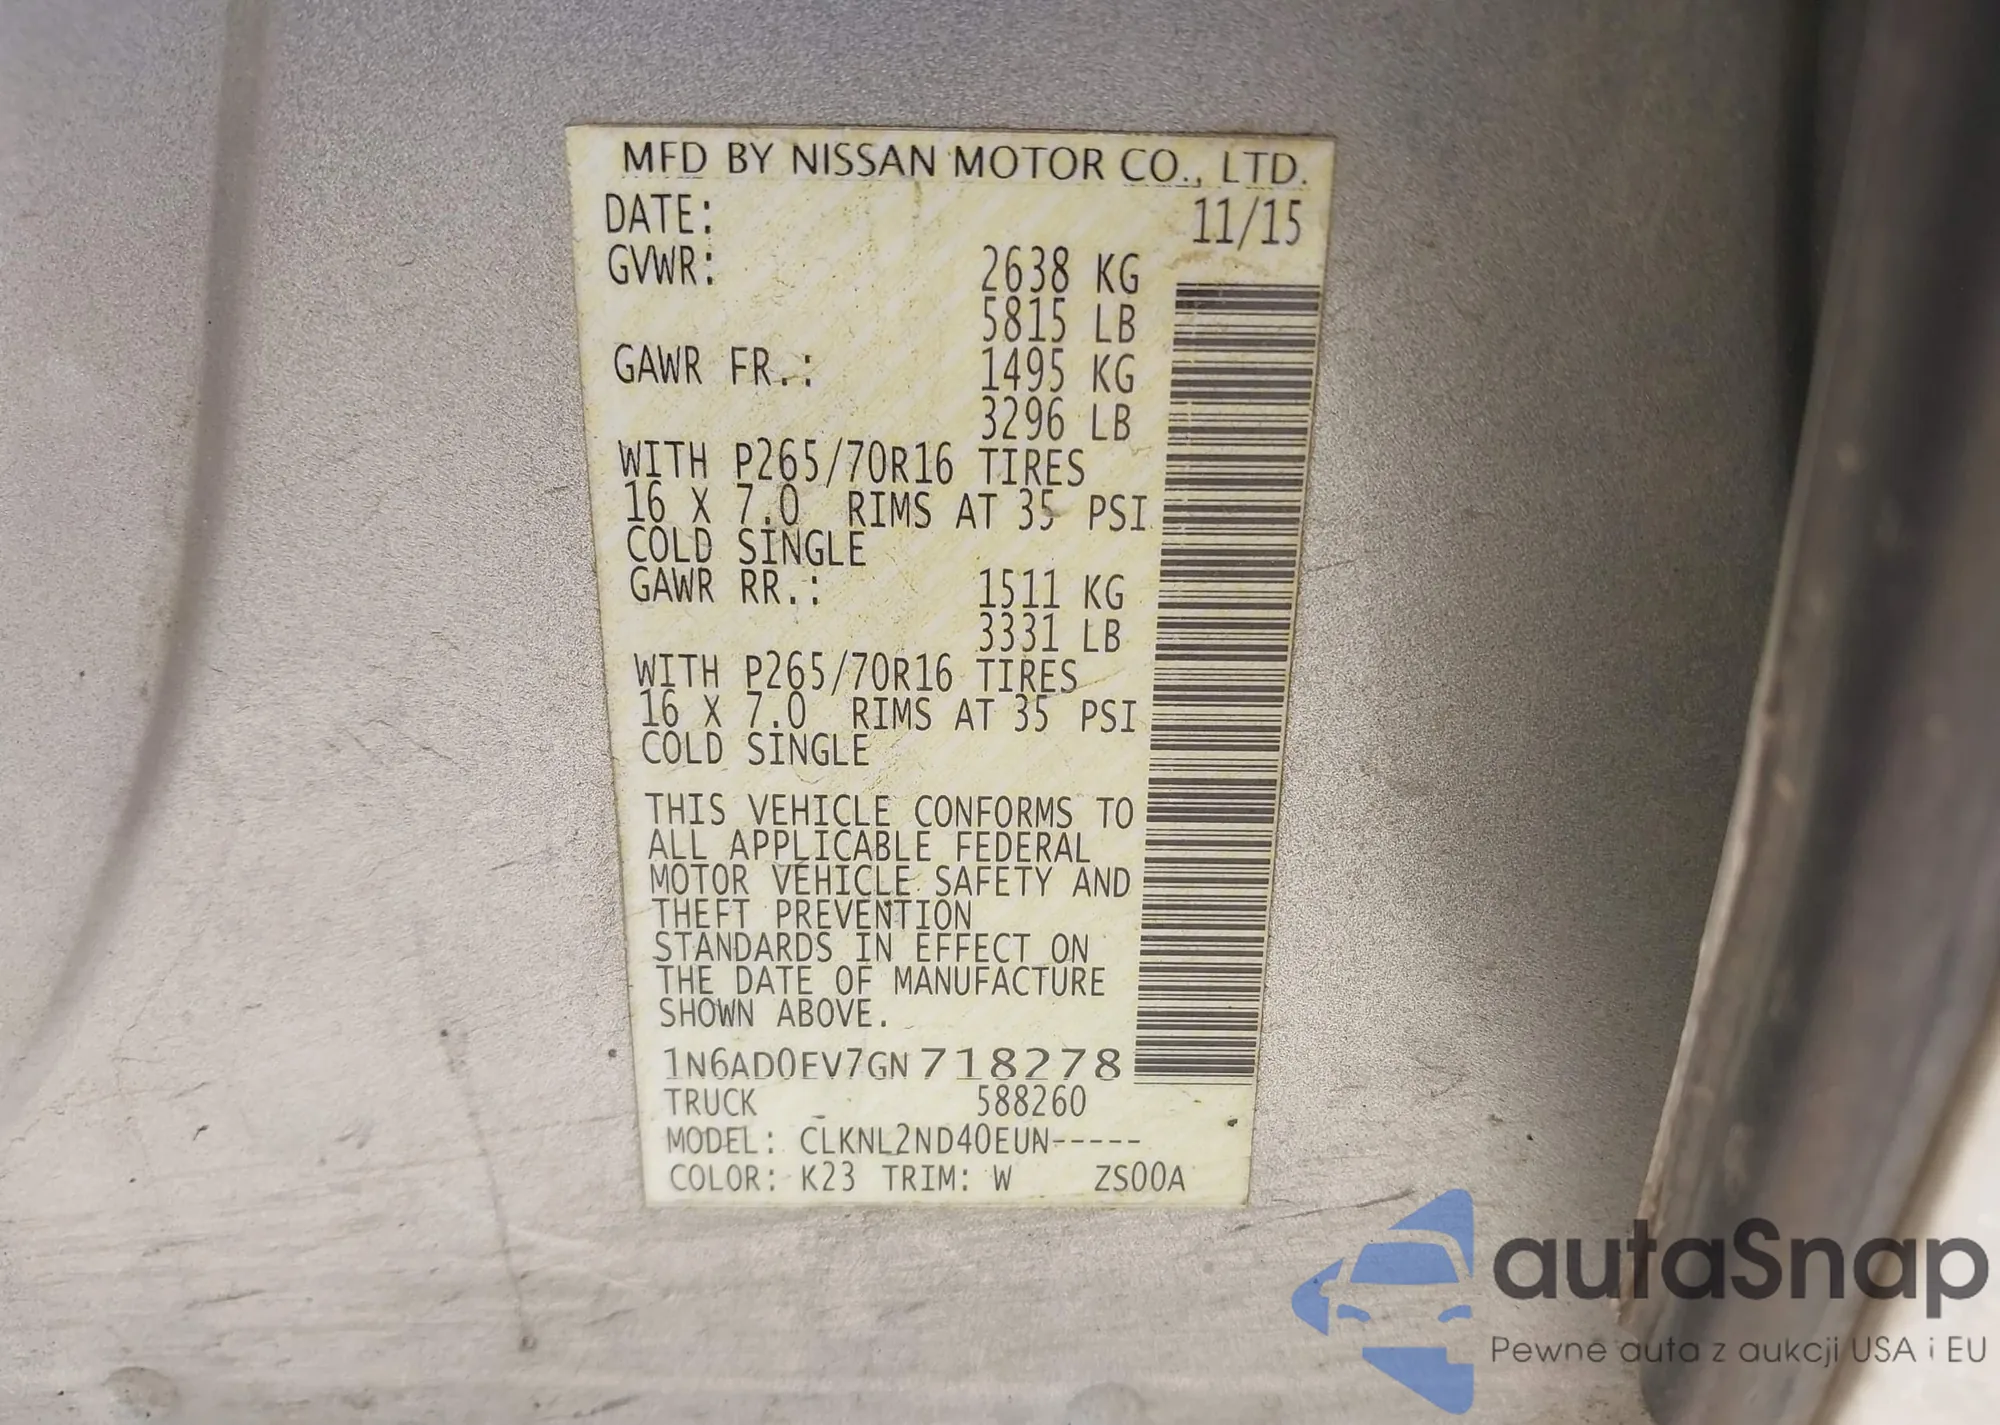 MFD BY NISSAN MOTOR CO., LTD.
DATE: 11/15
GVWR: 2638 KG
5815 LB
GAWR FR.: 1495 KG
3296 LB
WITH P265/70R16 TIRES
16 X 7.0 RIMS AT 35 PSI
COLD SINGLE
GAWR RR.: 1511 KG
3331 LB
WITH P265/70R16 TIRES
16 X 7.0 RIMS AT 35 PSI
COLD SINGLE
THIS VEHICLE CONFORMS TO
ALL APPLICABLE FEDERAL
MOTOR VEHICLE SAFETY AND
THEFT PREVENTION
STANDARDS IN EFFECT ON
THE DATE OF MANUFACTURE
SHOWN ABOVE.
1N6AD0EV7GN718278
TRUCK 588260
MODEL: CLKNL2ND40EUN-----
COLOR: K23 TRIM: W ZS00A
autaSnap
Pewne auta z aukcji USA i EU